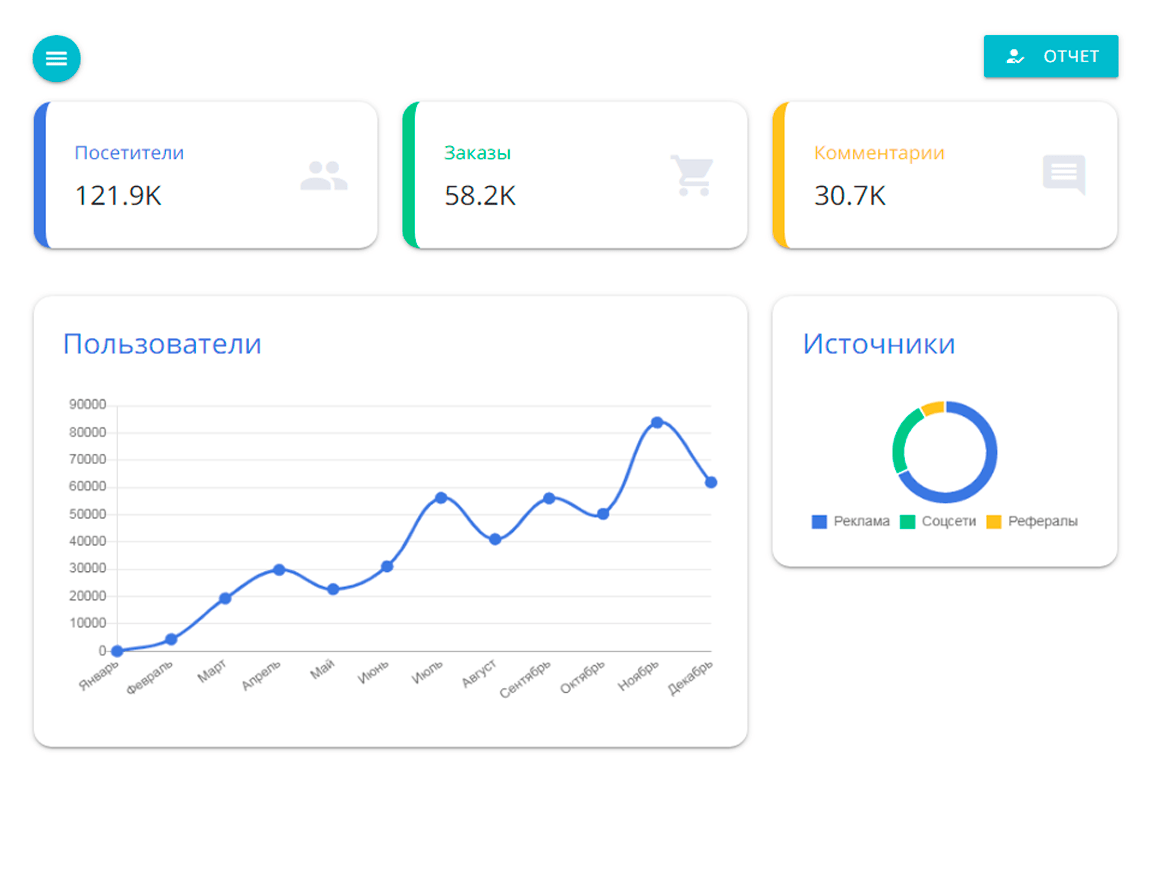 ОТЧЕТ
Посетители
121.9K
Заказы
58.2K
Комментарии
30.7K
Пользователи
90000
80000
70000
60000
50000
40000
30000
20000
10000
0
Январь Февраль Март Апрель Май Июнь Июль Август Сентябрь Октябрь Ноябрь Декабрь
Источники
Реклама Соцсети Рефералы